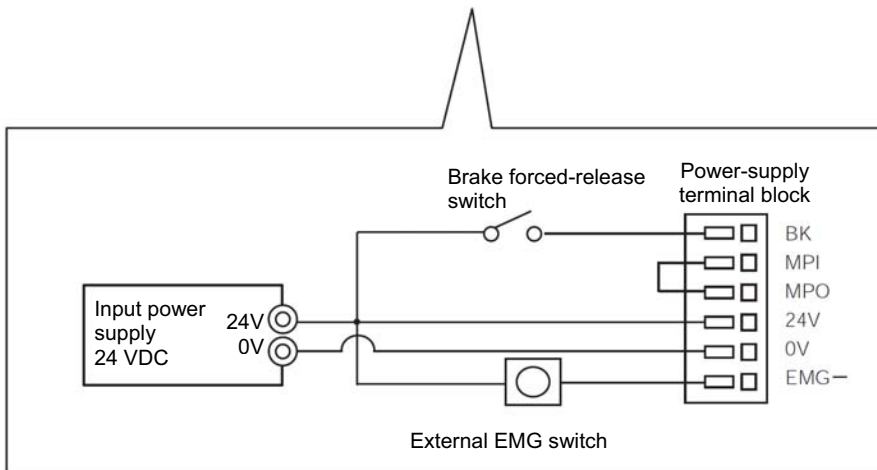 Brake forced-release
switch
Power-supply
terminal block
BK
MPI
MPO
Input power
supply
24 VDC
24V
0V
24V
0V
EMG−
External EMG switch